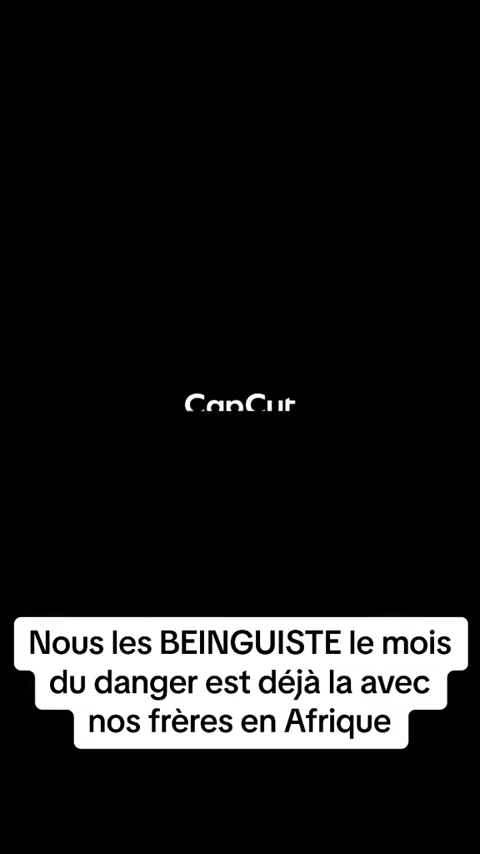 CapCut
Nous les BEINGUISTE le mois
du danger est déjà la avec
nos frères en Afrique